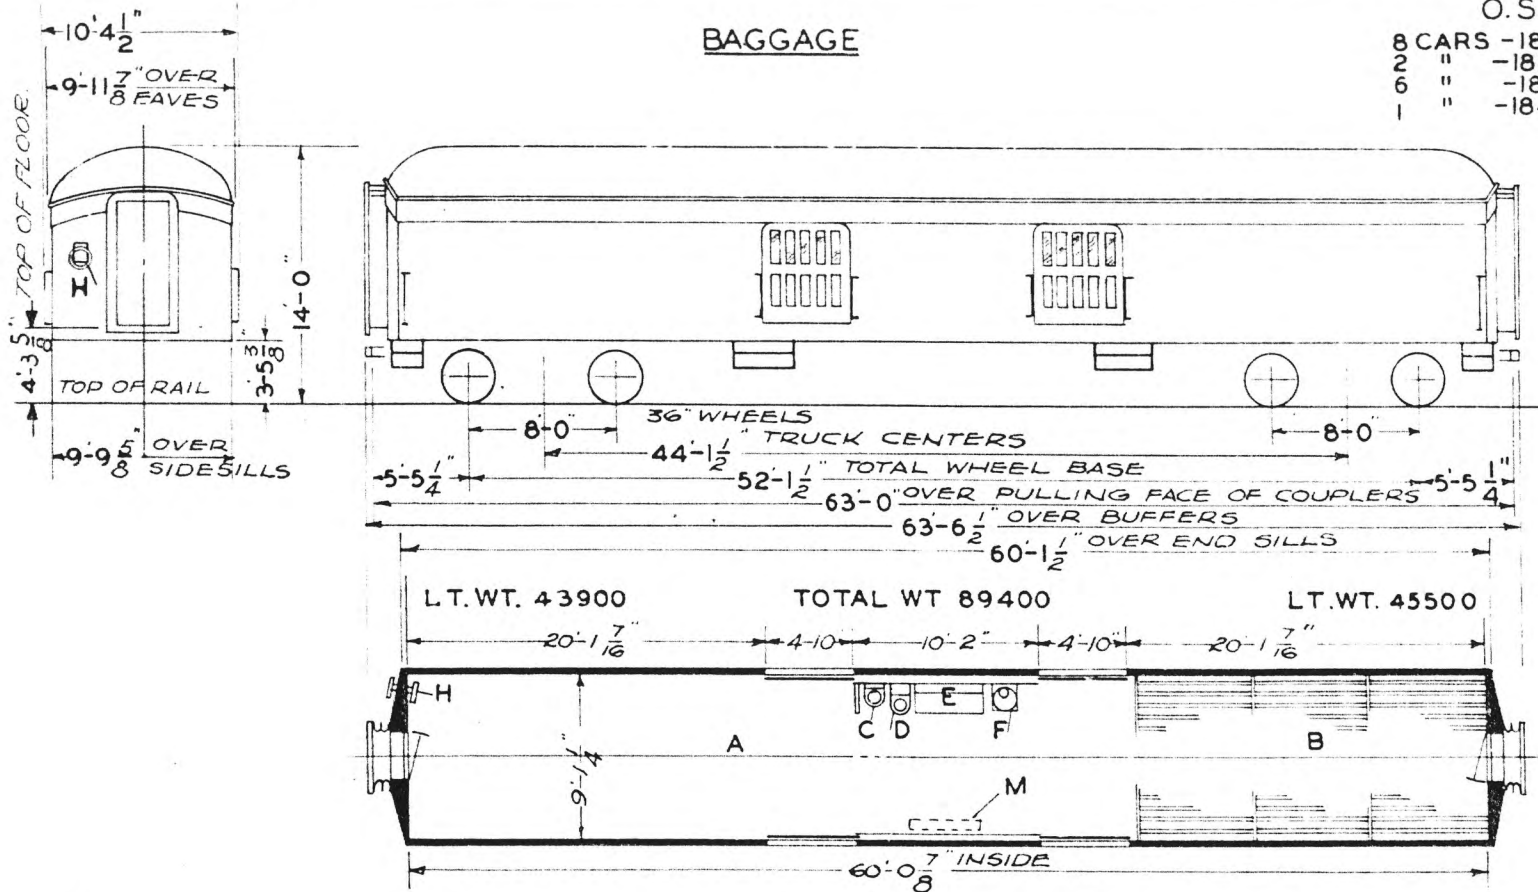 BAGGAGE
O.S
8 CARS -18
2 " -18
6 " -18
1 " -18
10'-4 1/2"
9'-11 7/8" OVER EAVES
TOP OF FLOOR
4'-3 5/8"
H
TOP OF RAIL
3'-5 3/8"
14'-0"
9'-9 5/8" OVER SIDESILLS
36" WHEELS
8'-0"
8'-0"
44'-1 1/2" TRUCK CENTERS
5'-5 1/4"
52'-1 1/2" TOTAL WHEEL BASE
5'-5 1/4"
63'-0" OVER PULLING FACE OF COUPLERS
63'-6 1/2" OVER BUFFERS
60'-1 1/2" OVER END SILLS
LT. WT. 43900
TOTAL WT 89400
LT. WT. 45500
20'-1 7/16"
4'-10"
10'-2"
4'-10"
20'-1 7/16"
H
C
D
E
F
A
B
9'-1 1/4"
M
60'-0 7/8" INSIDE